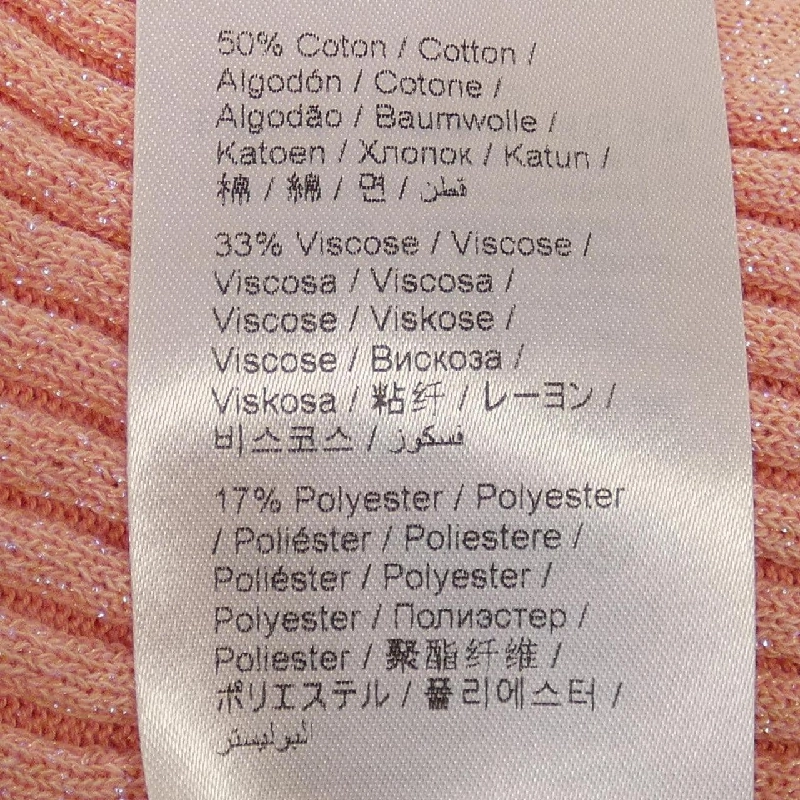 50% Coton / Cotton /
Algodón / Cotone /
Algodão / Baumwolle /
Katoen / Хлопок / Katun /
棉 / 綿 / 면 / قطن
33% Viscose / Viscose /
Viscosa / Viscosa /
Viscose / Viskose /
Viscose / Вискоза /
Viskosa / 粘纤 / レーヨン /
비스코스 / فسكوز
17% Polyester / Polyester
/ Poliéster / Poliestere /
Poliéster / Polyester /
Polyester / Полиэстер /
Poliester / 聚酯纤维 /
ポリエステル / 폴리에스터 /
البوليستر